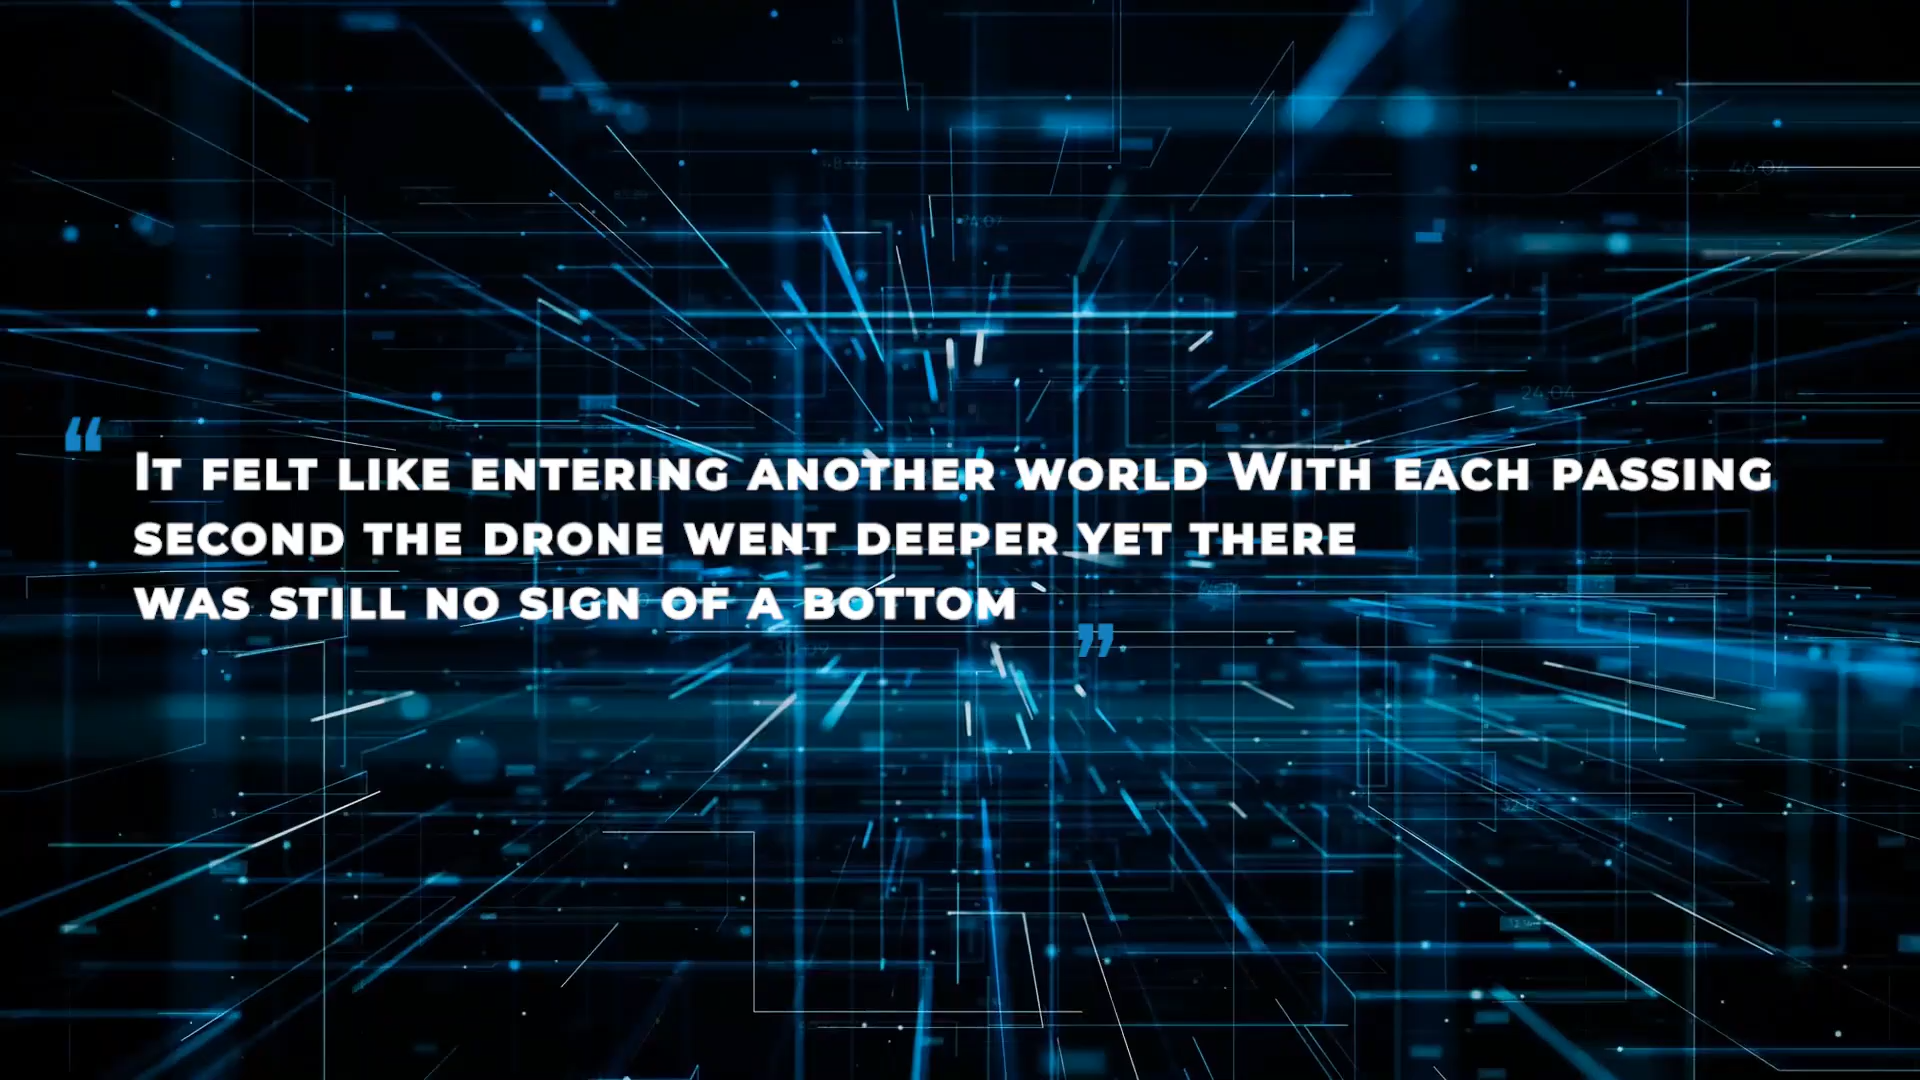 “ It felt like entering another world With each passing
second the drone went deeper yet there
was still no sign of a bottom ”